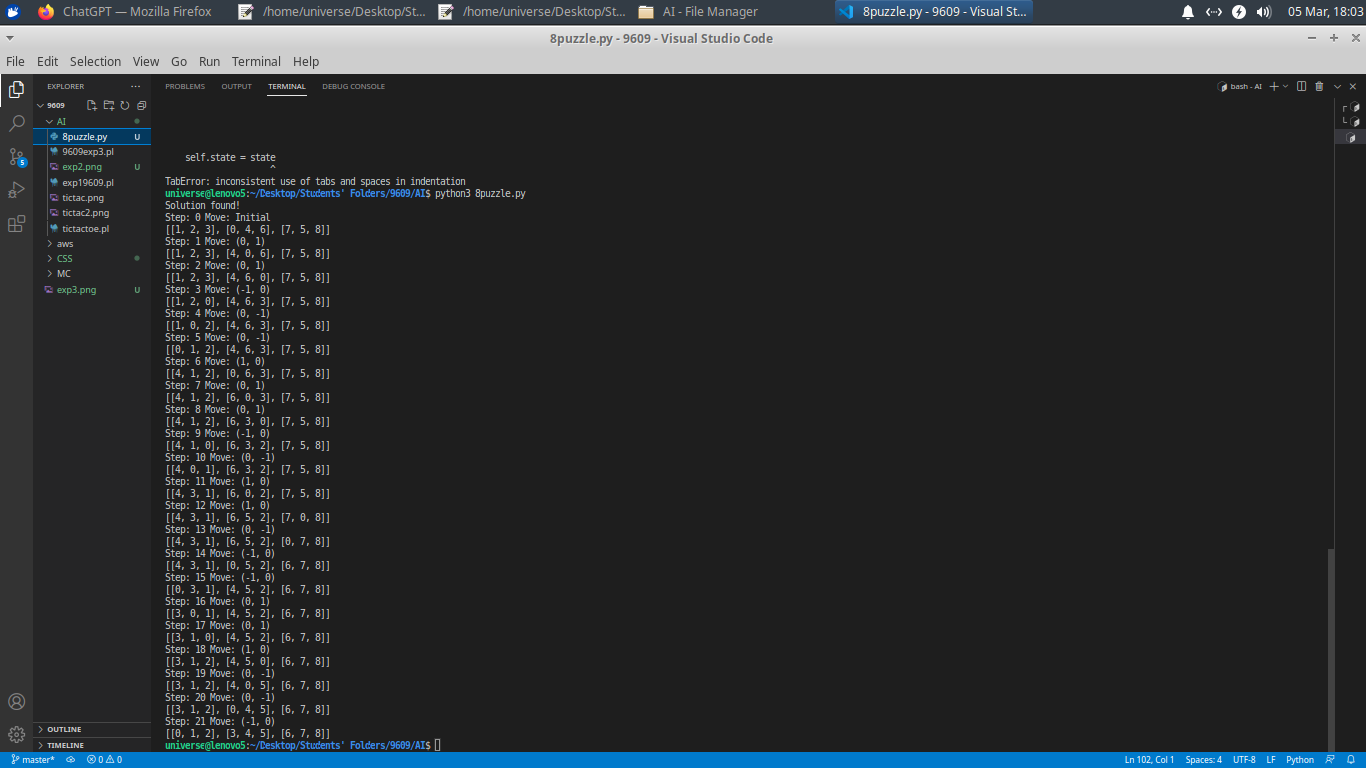 ChatGPT — Mozilla Firefox
/home/universe/Desktop/St...
/home/universe/Desktop/St...
AI - File Manager
8puzzle.py - 9609 - Visual St...
05 Mar, 18:03
8puzzle.py - 9609 - Visual Studio Code
File Edit Selection View Go Run Terminal Help
EXPLORER
9609
AI
8puzzle.py U
9609exp3.pl
exp2.png U
exp19609.pl
tictac.png
tictac2.png
tictactoe.pl
aws
CSS
MC
exp3.png U
5
OUTLINE
TIMELINE
PROBLEMS OUTPUT TERMINAL DEBUG CONSOLE
bash - AI
self.state = state
^
TabError: inconsistent use of tabs and spaces in indentation
universe@lenovo5:~/Desktop/Students' Folders/9609/AI$ python3 8puzzle.py
Solution found!
Step: 0 Move: Initial
[[1, 2, 3], [0, 4, 6], [7, 5, 8]]
Step: 1 Move: (0, 1)
[[1, 2, 3], [4, 0, 6], [7, 5, 8]]
Step: 2 Move: (0, 1)
[[1, 2, 3], [4, 6, 0], [7, 5, 8]]
Step: 3 Move: (-1, 0)
[[1, 2, 0], [4, 6, 3], [7, 5, 8]]
Step: 4 Move: (0, -1)
[[1, 0, 2], [4, 6, 3], [7, 5, 8]]
Step: 5 Move: (0, -1)
[[0, 1, 2], [4, 6, 3], [7, 5, 8]]
Step: 6 Move: (1, 0)
[[4, 1, 2], [0, 6, 3], [7, 5, 8]]
Step: 7 Move: (0, 1)
[[4, 1, 2], [6, 0, 3], [7, 5, 8]]
Step: 8 Move: (0, 1)
[[4, 1, 2], [6, 3, 0], [7, 5, 8]]
Step: 9 Move: (-1, 0)
[[4, 1, 0], [6, 3, 2], [7, 5, 8]]
Step: 10 Move: (0, -1)
[[4, 0, 1], [6, 3, 2], [7, 5, 8]]
Step: 11 Move: (1, 0)
[[4, 3, 1], [6, 0, 2], [7, 5, 8]]
Step: 12 Move: (1, 0)
[[4, 3, 1], [6, 5, 2], [7, 0, 8]]
Step: 13 Move: (0, -1)
[[4, 3, 1], [6, 5, 2], [0, 7, 8]]
Step: 14 Move: (-1, 0)
[[4, 3, 1], [0, 5, 2], [6, 7, 8]]
Step: 15 Move: (-1, 0)
[[0, 3, 1], [4, 5, 2], [6, 7, 8]]
Step: 16 Move: (0, 1)
[[3, 0, 1], [4, 5, 2], [6, 7, 8]]
Step: 17 Move: (0, 1)
[[3, 1, 0], [4, 5, 2], [6, 7, 8]]
Step: 18 Move: (1, 0)
[[3, 1, 2], [4, 5, 0], [6, 7, 8]]
Step: 19 Move: (0, -1)
[[3, 1, 2], [4, 0, 5], [6, 7, 8]]
Step: 20 Move: (0, -1)
[[3, 1, 2], [0, 4, 5], [6, 7, 8]]
Step: 21 Move: (-1, 0)
[[0, 1, 2], [3, 4, 5], [6, 7, 8]]
universe@lenovo5:~/Desktop/Students' Folders/9609/AI$
master* 0 0 Ln 102, Col 1 Spaces: 4 UTF-8 LF Python